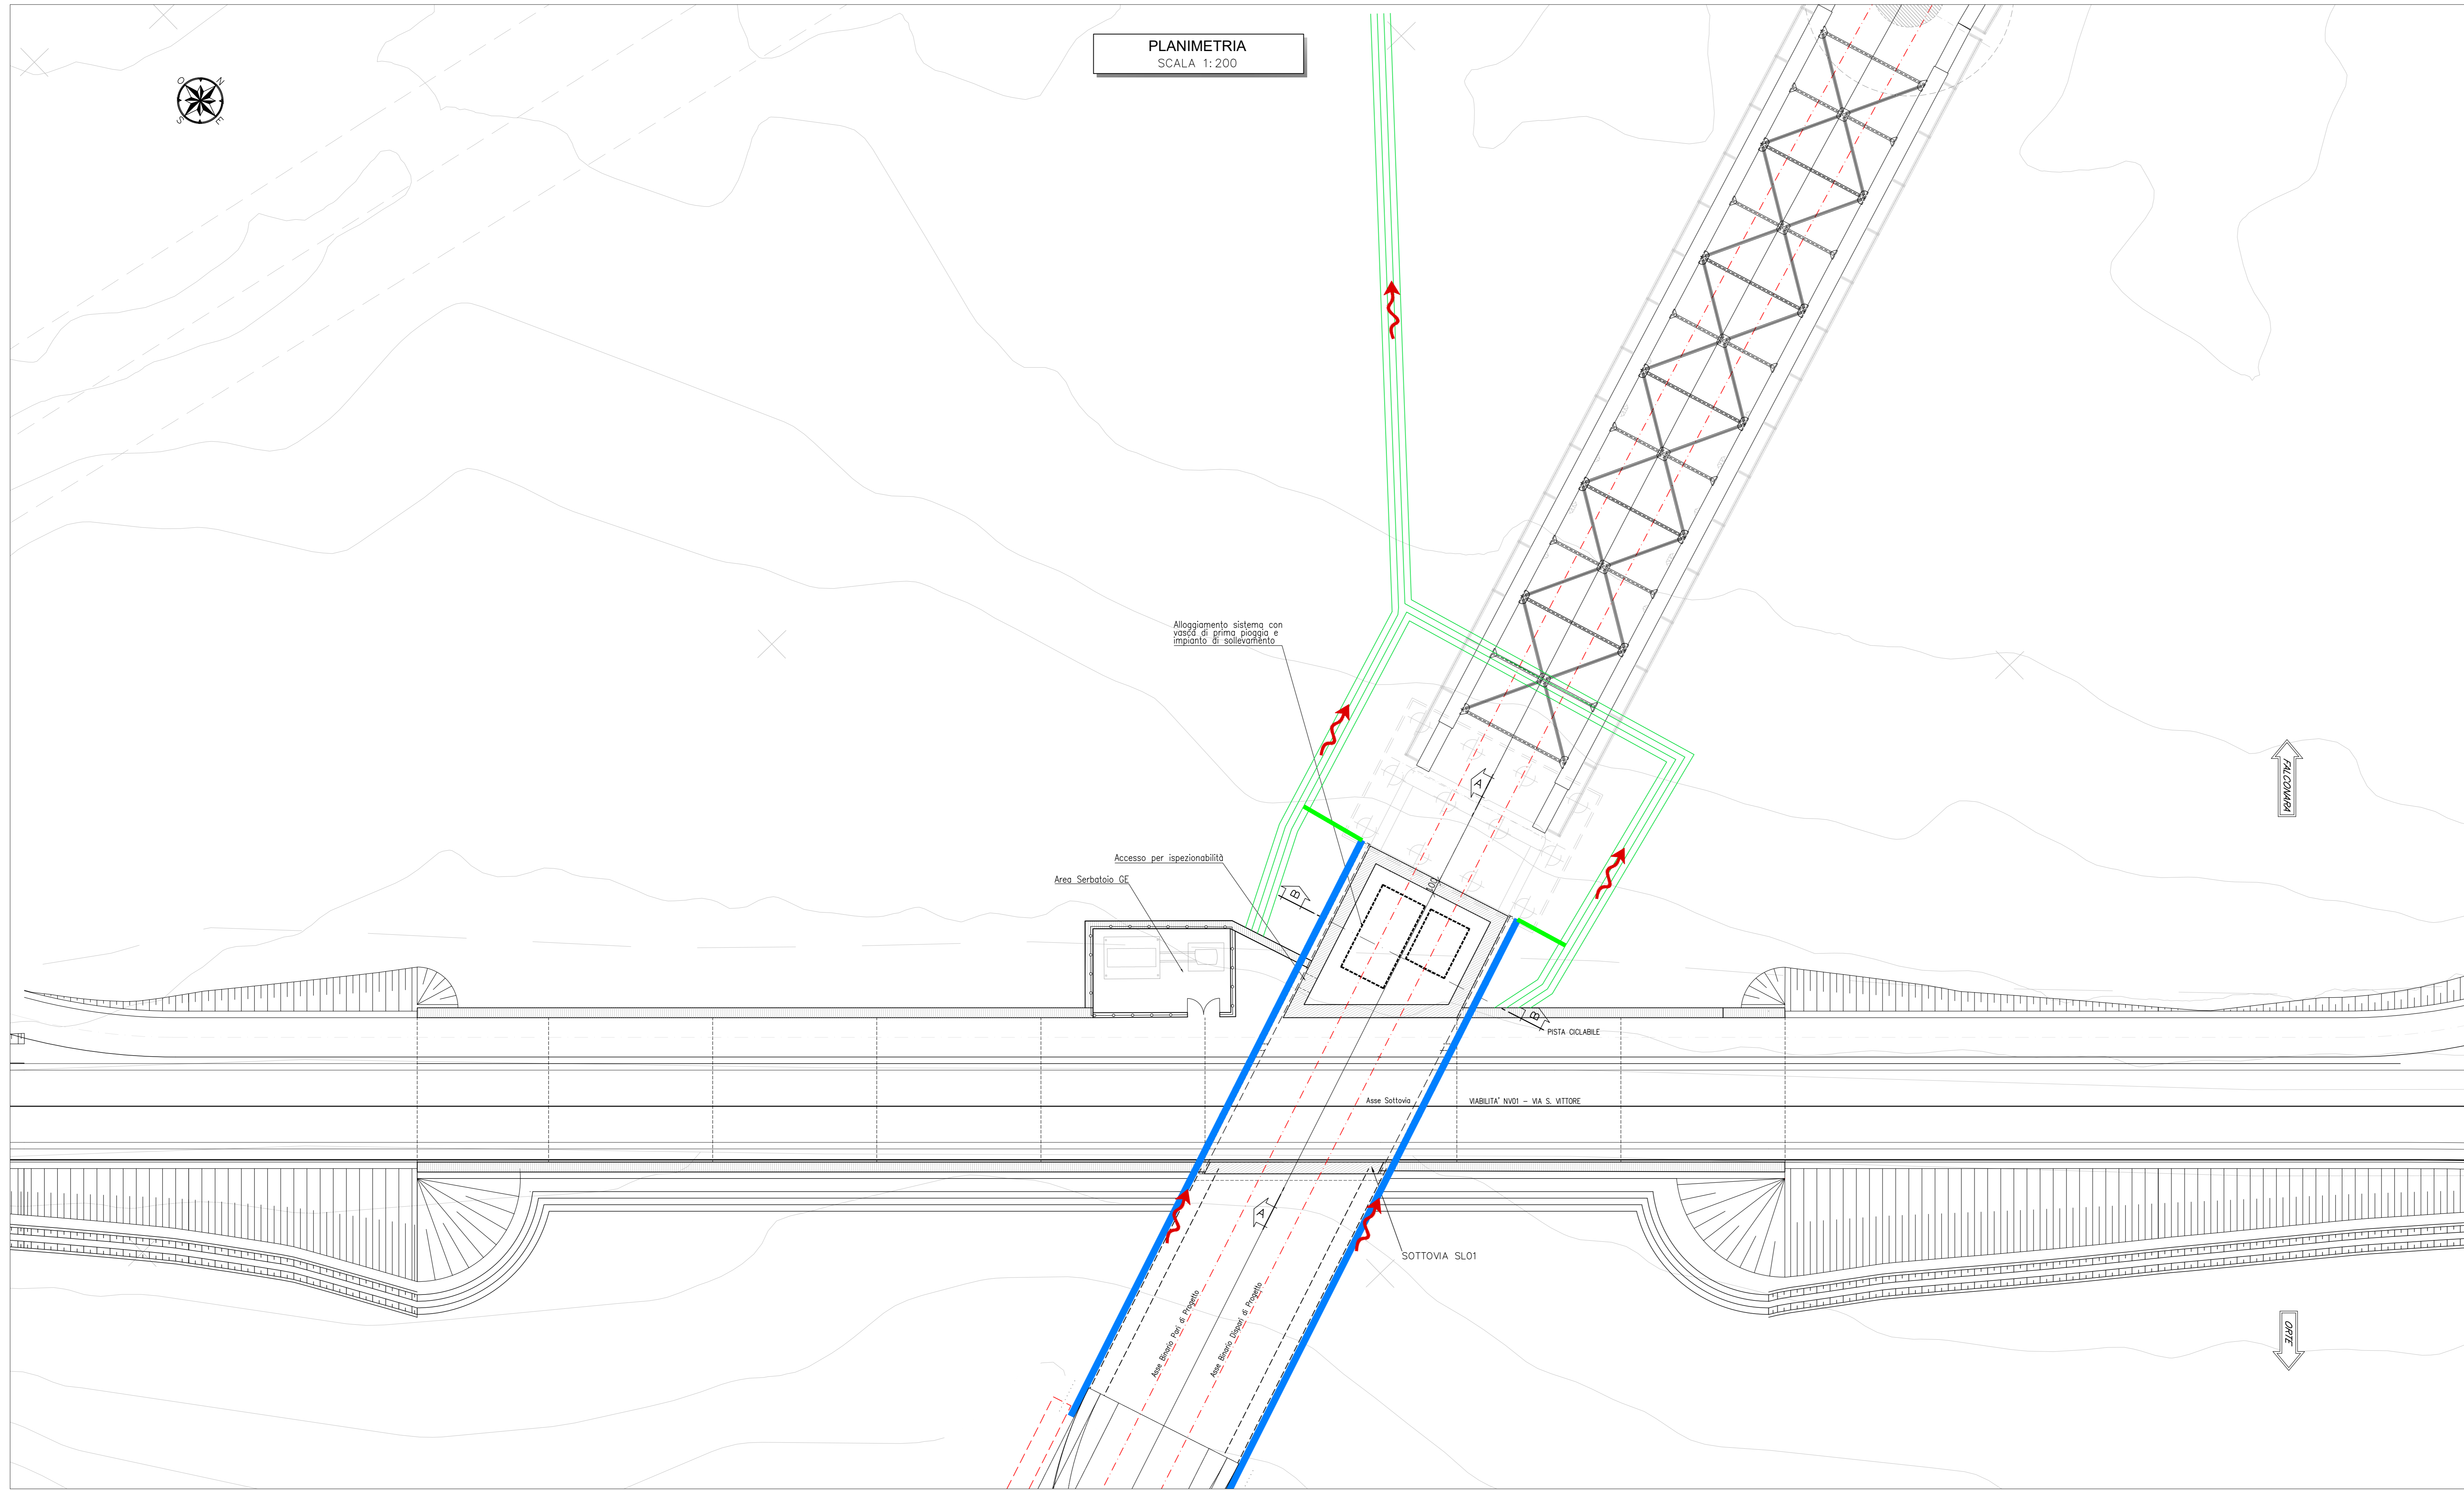 PLANIMETRIA
SCALA 1:200
O
N
S
E
Alloggiamento sistema con
vasca di prima pioggia e
impianto di sollevamento
FALCONARA
A
Accesso per ispezionabilità
Area Serbatoio GE
B
B
PISTA CICLABILE
Asse Sottovia
VIABILITA' NV01 - VIA S. VITTORE
A
SOTTOVIA SL01
Asse Binario Pari di Progetto
Asse Binario Dispari di Progetto
ORTE